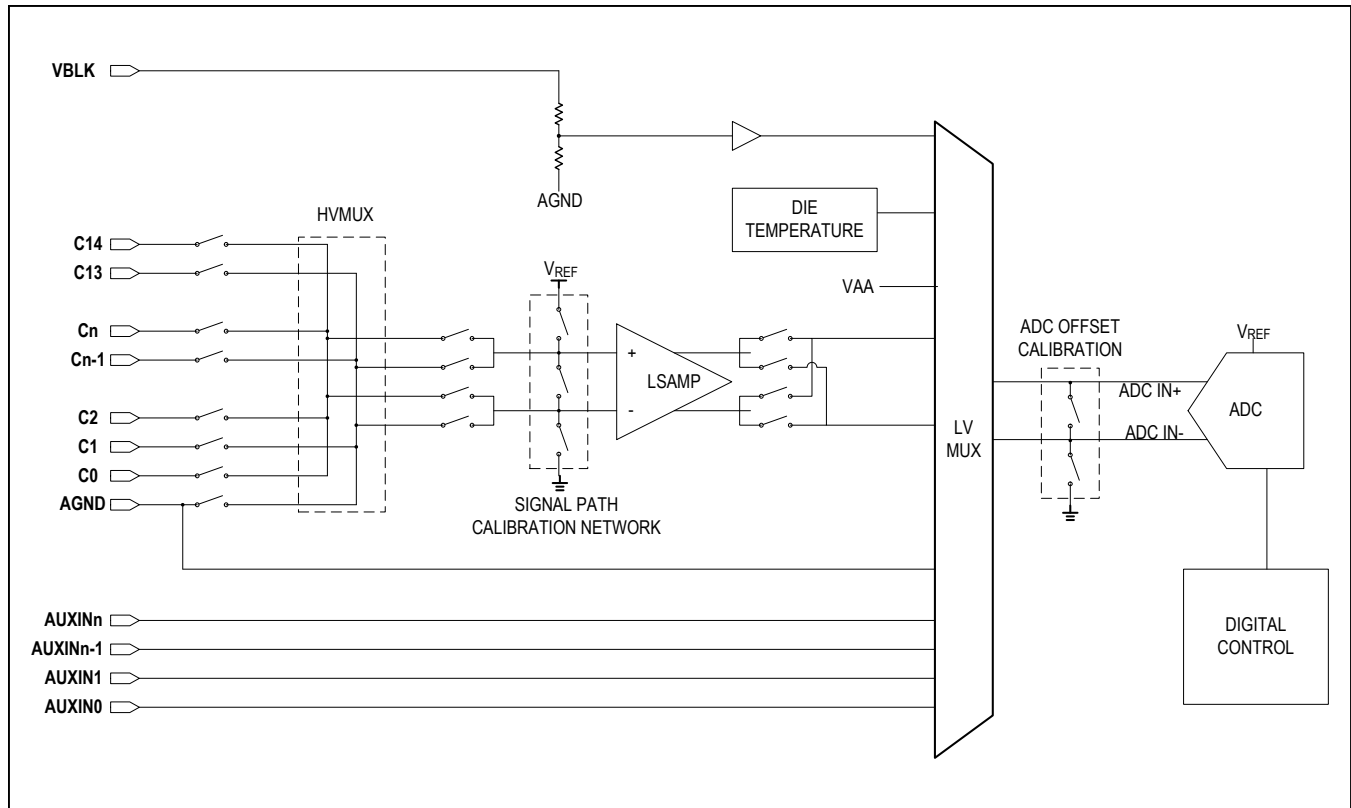 VBLK
AGND
HVMUX
DIE
TEMPERATURE
C14
C13
VREF
VAA
Cn
Cn-1
+
LSAMP
-
ADC OFFSET
CALIBRATION
VREF
ADC IN+
ADC
ADC IN-
C2
C1
C0
AGND
LV
MUX
SIGNAL PATH
CALIBRATION NETWORK
AUXINn
AUXINn-1
AUXIN1
AUXIN0
DIGITAL
CONTROL